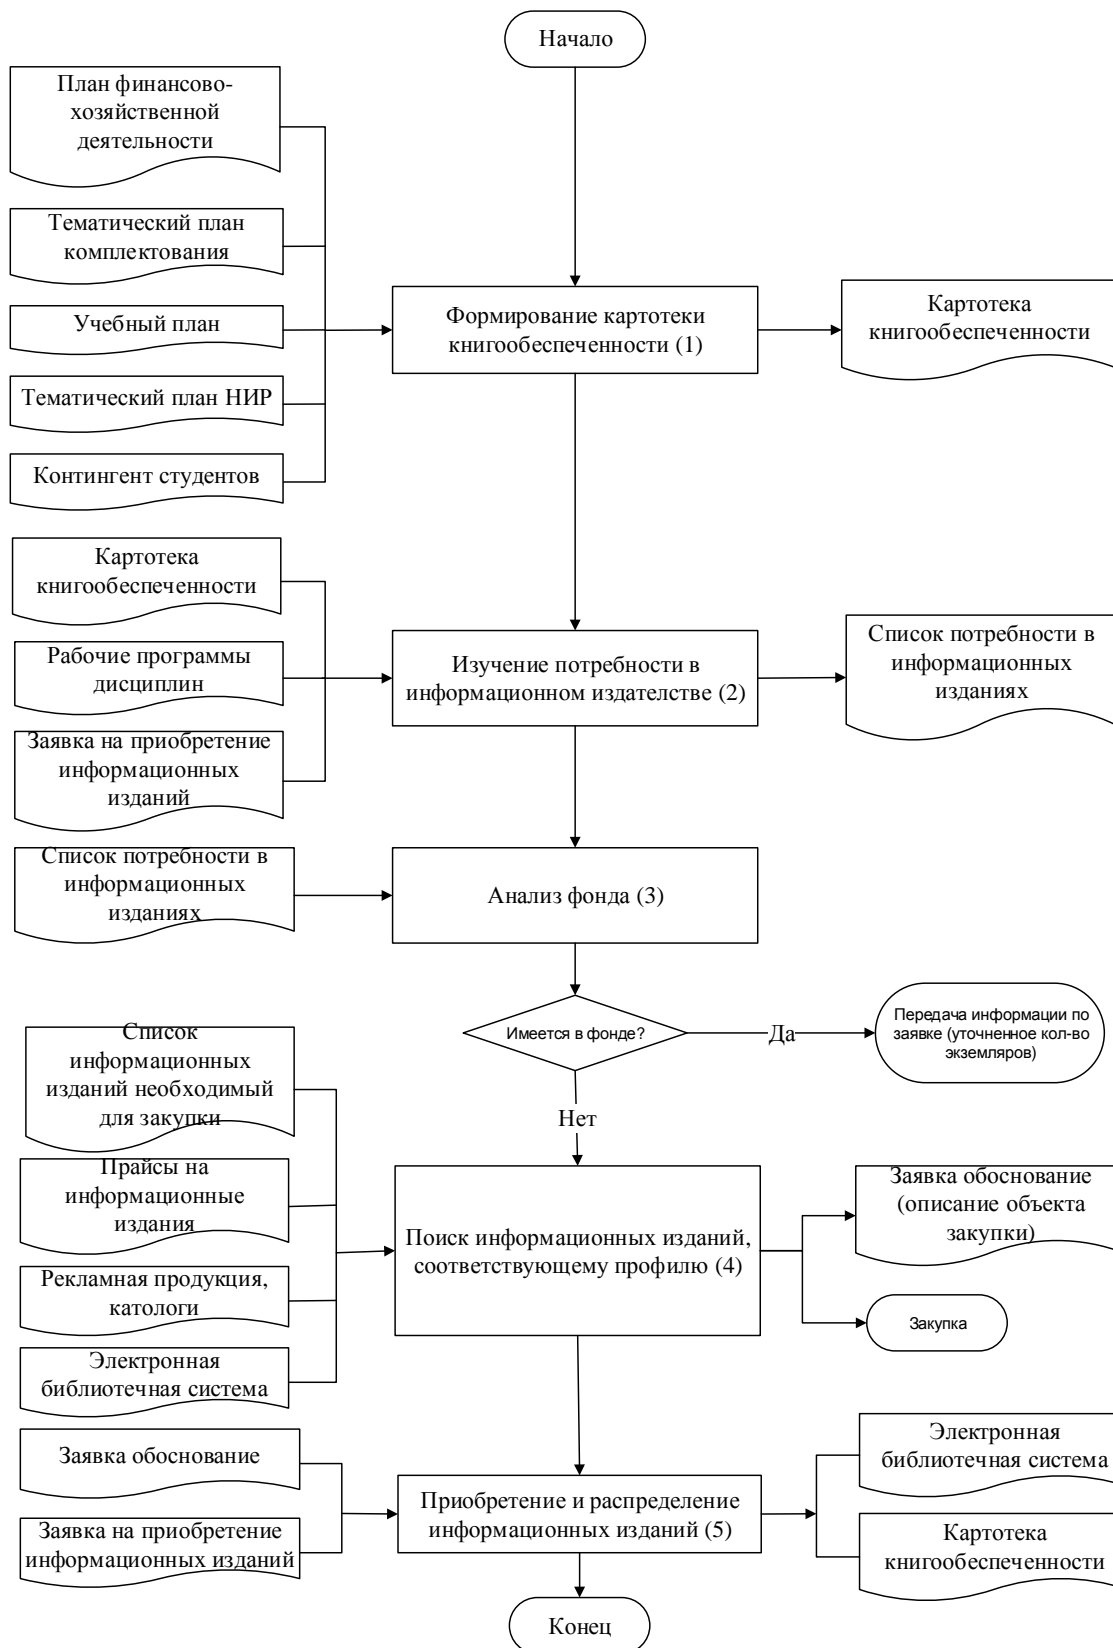 Начало
План финансово-
хозяйственной
деятельности
Тематический план
комплектования
Учебный план
Тематический план НИР
Контингент студентов
Формирование картотеки
книгообеспеченности (1)
Картотека
книгообеспеченности
Картотека
книгообеспеченности
Рабочие программы
дисциплин
Заявка на приобретение
информационных
изданий
Изучение потребности в
информационном издателстве (2)
Список потребности в
информационных
изданиях
Список потребности в
информационных
изданиях
Анализ фонда (3)
Имеется в фонде?
Да
Передача информации по
заявке (уточненное кол-во
экземляров)
Нет
Список
информационных
изданий необходимый
для закупки
Прайсы на
информационные
издания
Рекламная продукция,
катологи
Электронная
библиотечная система
Поиск информационных изданий,
соответствующему профилю (4)
Заявка обоснование
(описание объекта
закупки)
Закупка
Заявка обоснование
Заявка на приобретение
информационных изданий
Приобретение и распределение
информационных изданий (5)
Электронная
библиотечная система
Картотека
книгообеспеченности
Конец